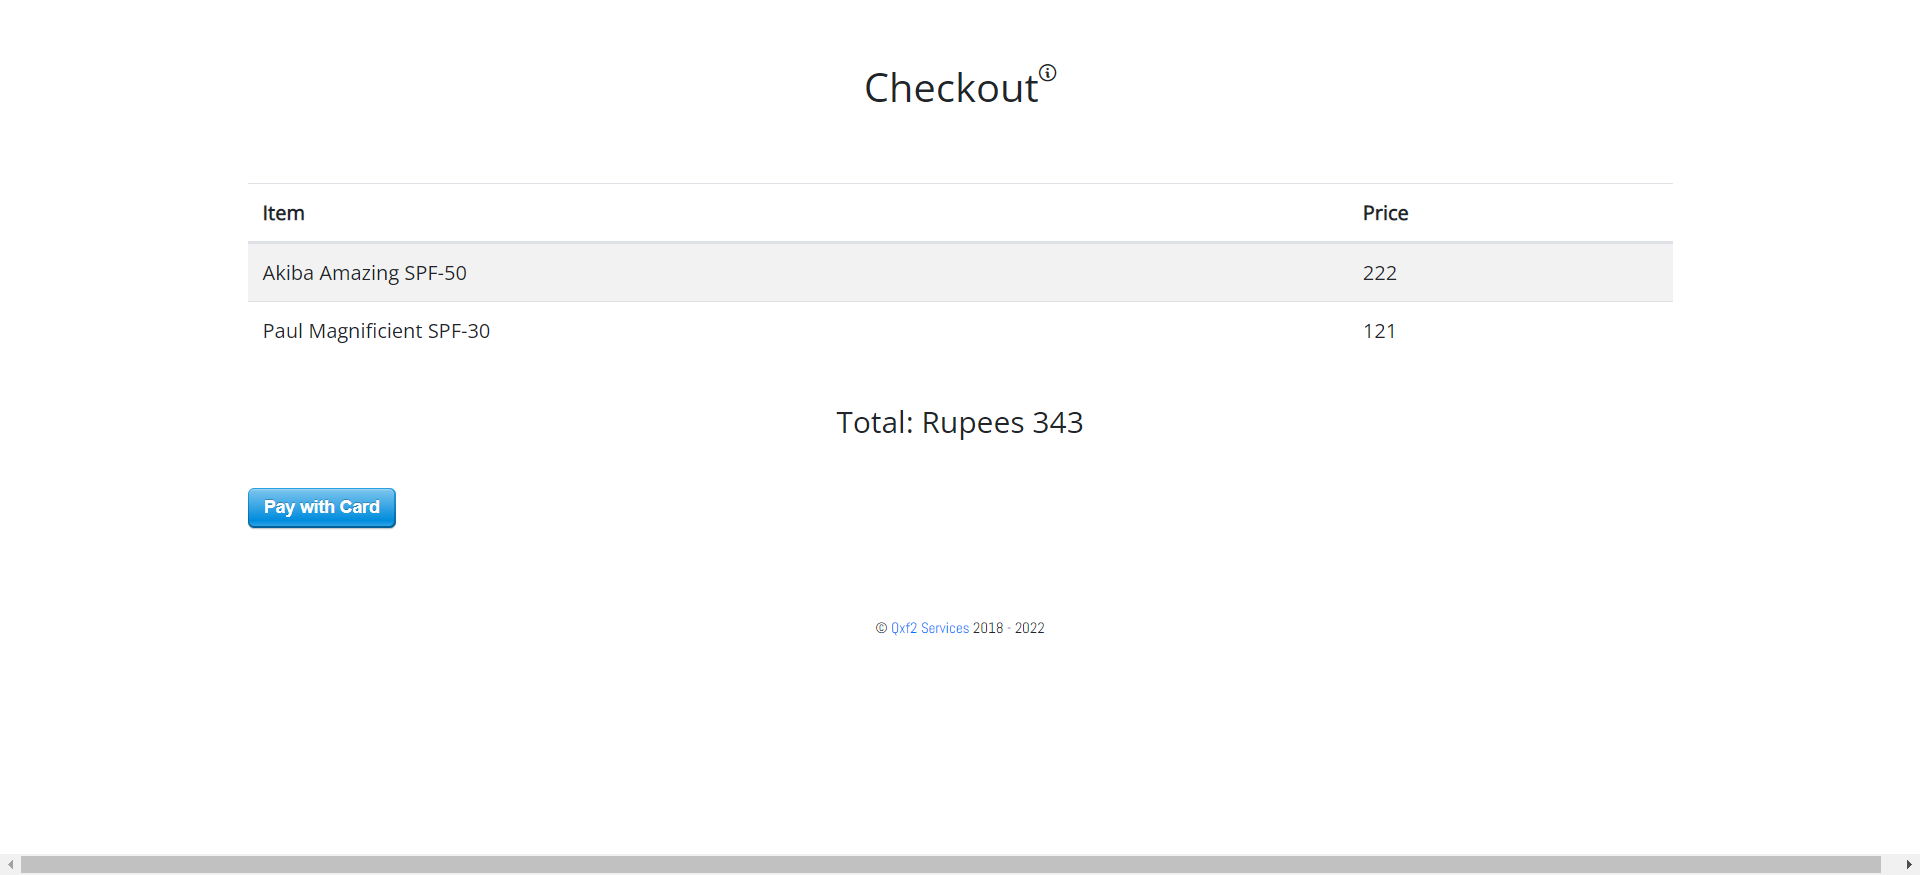 Checkout
Item Price
Akiba Amazing SPF-50 222
Paul Magnificient SPF-30 121
Total: Rupees 343
Pay with Card
© Qxf2 Services 2018 - 2022